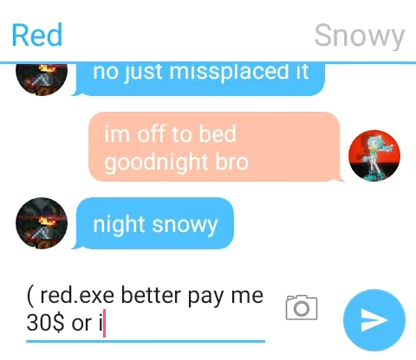 Red
Snowy
no just missplaced it
im off to bed
goodnight bro
night snowy
( red.exe better pay me
30$ or i